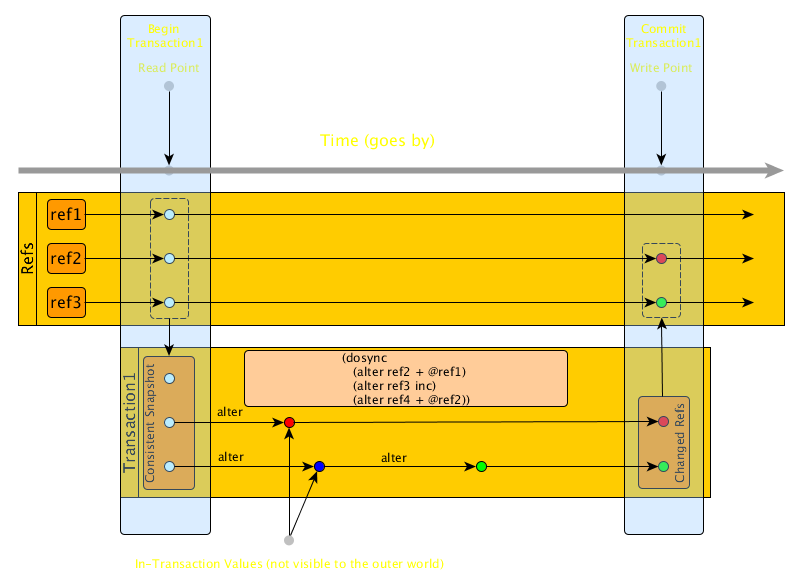 Begin
Transaction1
Read Point
Commit
Transaction1
Write Point
Time (goes by)
Refs
ref1
ref2
ref3
Transaction1
Consistent Snapshot
(dosync
(alter ref2 + @ref1)
(alter ref3 inc)
(alter ref4 + @ref2))
alter
alter
alter
Changed Refs
In-Transaction Values (not visible to the outer world)